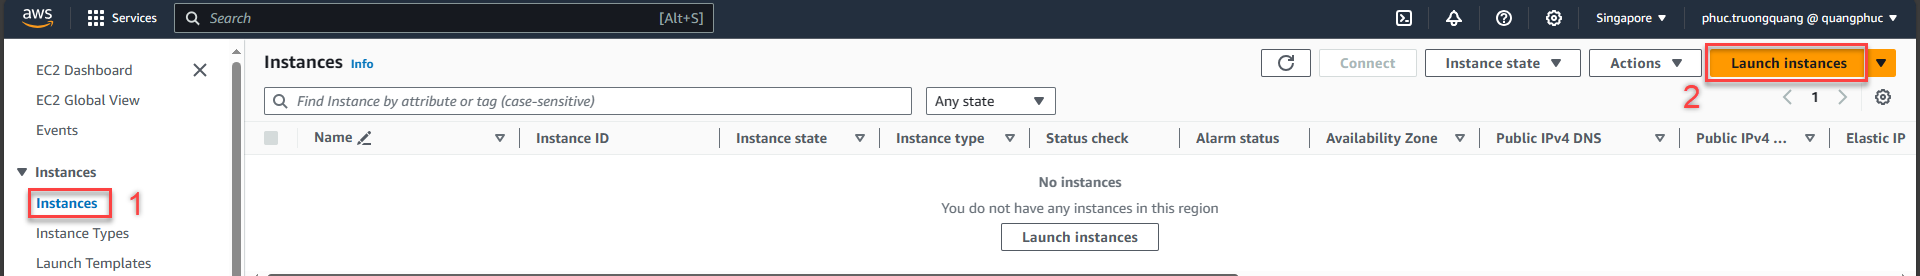 aws Services Search [Alt+S] Singapore phuc.truongquang @ quangphuc
EC2 Dashboard
EC2 Global View
Events
Instances
Instances 1
Instance Types
Launch Templates
Instances Info Connect Instance state Actions Launch instances
Find Instance by attribute or tag (case-sensitive) Any state 2 1
Name Instance ID Instance state Instance type Status check Alarm status Availability Zone Public IPv4 DNS Public IPv4 ... Elastic IP
No instances
You do not have any instances in this region
Launch instances